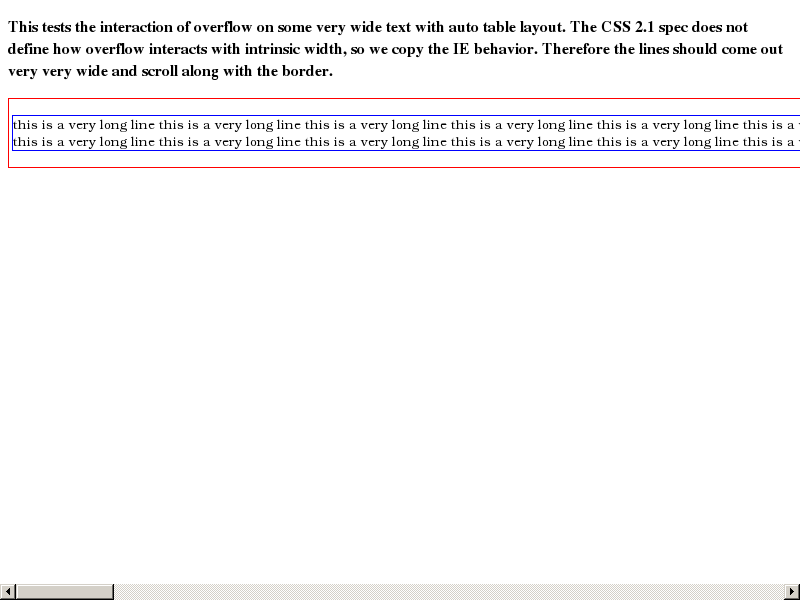 This tests the interaction of overflow on some very wide text with auto table layout. The CSS 2.1 spec does not
define how overflow interacts with intrinsic width, so we copy the IE behavior. Therefore the lines should come out
very very wide and scroll along with the border.
this is a very long line this is a very long line this is a very long line this is a very long line this is a very long line this is a
this is a very long line this is a very long line this is a very long line this is a very long line this is a very long line this is a